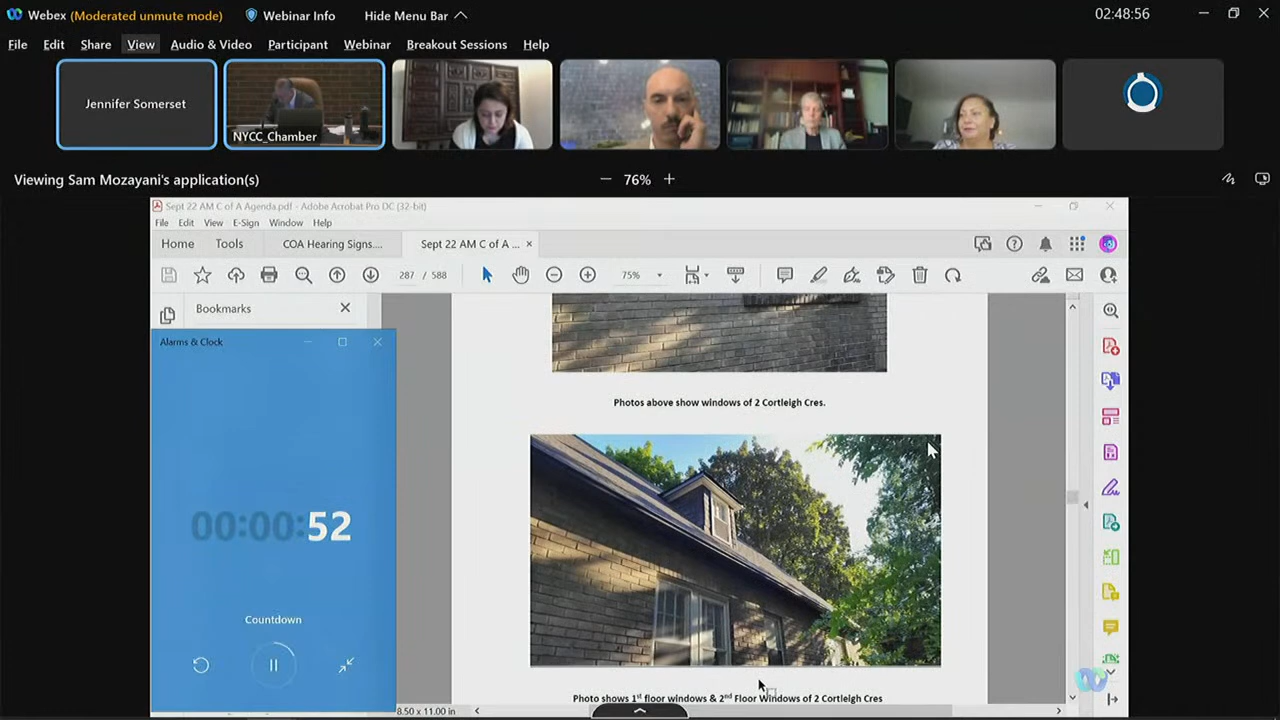 Webex (Moderated unmute mode) Webinar Info Hide Menu Bar 02:48:56
File Edit Share View Audio & Video Participant Webinar Breakout Sessions Help
Jennifer Somerset
NYCC_Chamber
Viewing Sam Mozayani's application(s)
76%
Sept 22 AM C of A Agenda.pdf - Adobe Acrobat Pro DC (32-bit)
File Edit View E-Sign Window Help
Home Tools COA Hearing Signs.... Sept 22 AM C of A ...
287 / 588 75%
Bookmarks
Alarms & Clock
00:00:52
Countdown
Photos above show windows of 2 Cortleigh Cres.
Photo shows 1st floor windows & 2nd Floor Windows of 2 Cortleigh Cres
8.50 x 11.00 in